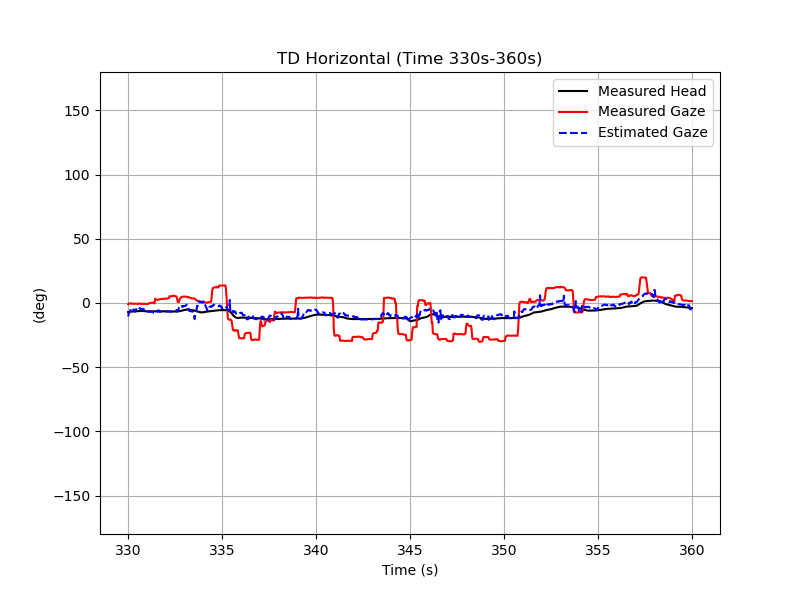 TD Horizontal (Time 330s-360s)
Measured Head
Measured Gaze
Estimated Gaze
150
100
50
0
−50
−100
−150
(deg)
330 335 340 345 350 355 360
Time (s)